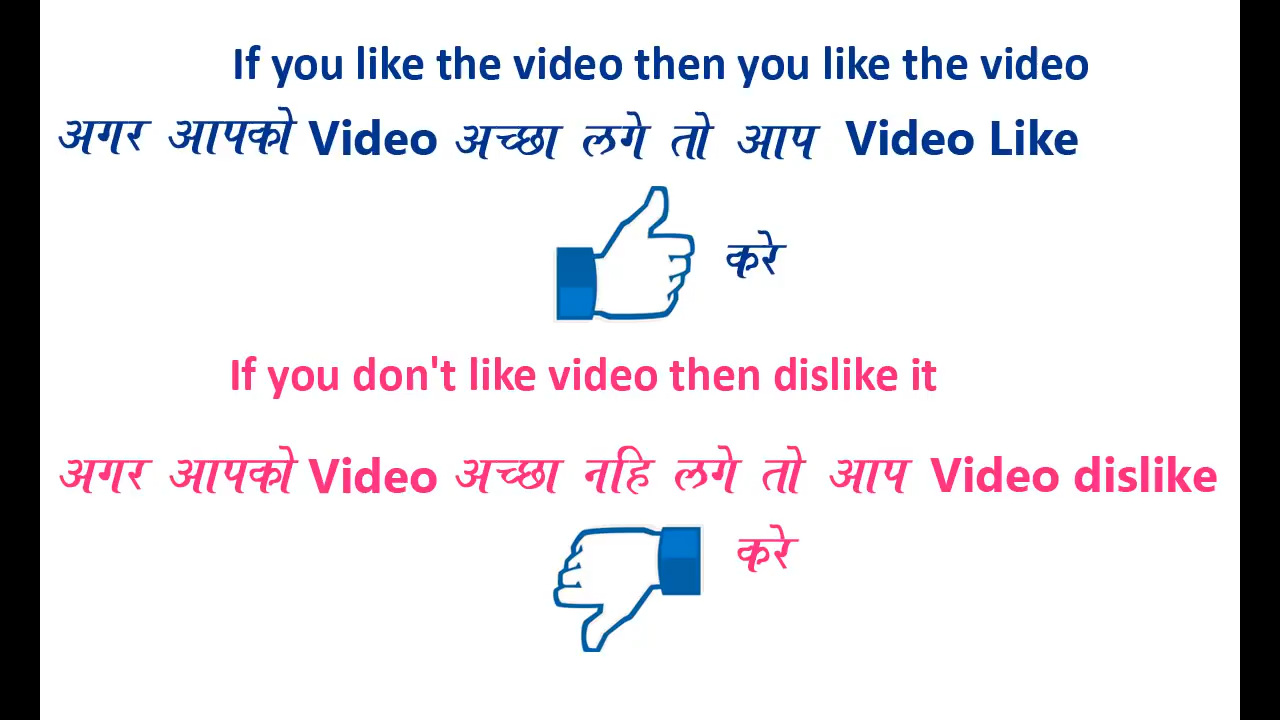 If you like the video then you like the video
अगर आपको Video अच्छा लगे तो आप Video Like
करे
If you don't like video then dislike it
अगर आपको Video अच्छा नहि लगे तो आप Video dislike
करे